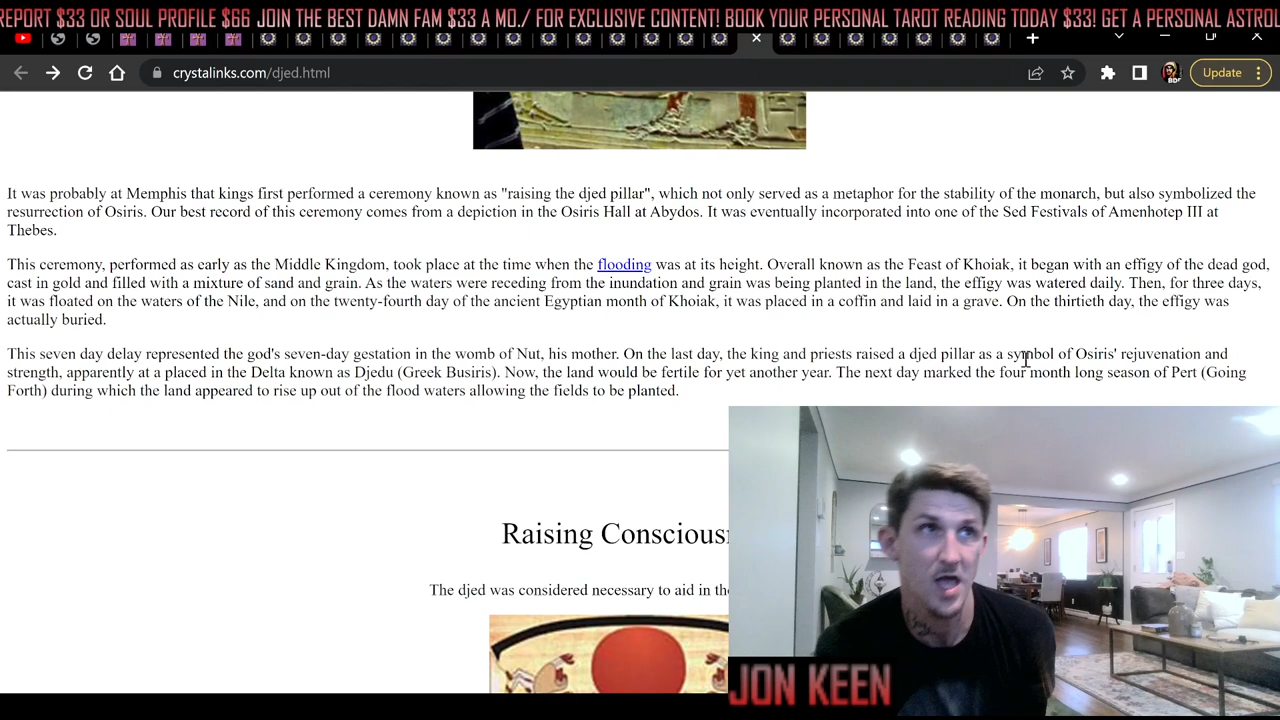 REPORT $33 OR SOUL PROFILE $66 JOIN THE BEST DAMN FAM $33 A MO./ FOR EXCLUSIVE CONTENT! BOOK YOUR PERSONAL TAROT READING TODAY $33! GET A PERSONAL ASTRO
crystalinks.com/djed.html
Update
It was probably at Memphis that kings first performed a ceremony known as "raising the djed pillar", which not only served as a metaphor for the stability of the monarch, but also symbolized the
resurrection of Osiris. Our best record of this ceremony comes from a depiction in the Osiris Hall at Abydos. It was eventually incorporated into one of the Sed Festivals of Amenhotep III at
Thebes.
This ceremony, performed as early as the Middle Kingdom, took place at the time when the flooding was at its height. Overall known as the Feast of Khoiak, it began with an effigy of the dead god,
cast in gold and filled with a mixture of sand and grain. As the waters were receding from the inundation and grain was being planted in the land, the effigy was watered daily. Then, for three days,
it was floated on the waters of the Nile, and on the twenty-fourth day of the ancient Egyptian month of Khoiak, it was placed in a coffin and laid in a grave. On the thirtieth day, the effigy was
actually buried.
This seven day delay represented the god's seven-day gestation in the womb of Nut, his mother. On the last day, the king and priests raised a djed pillar as a symbol of Osiris' rejuvenation and
strength, apparently at a placed in the Delta known as Djedu (Greek Busiris). Now, the land would be fertile for yet another year. The next day marked the four month long season of Pert (Going
Forth) during which the land appeared to rise up out of the flood waters allowing the fields to be planted.
Raising Conscious
The djed was considered necessary to aid in the
JON KEEN